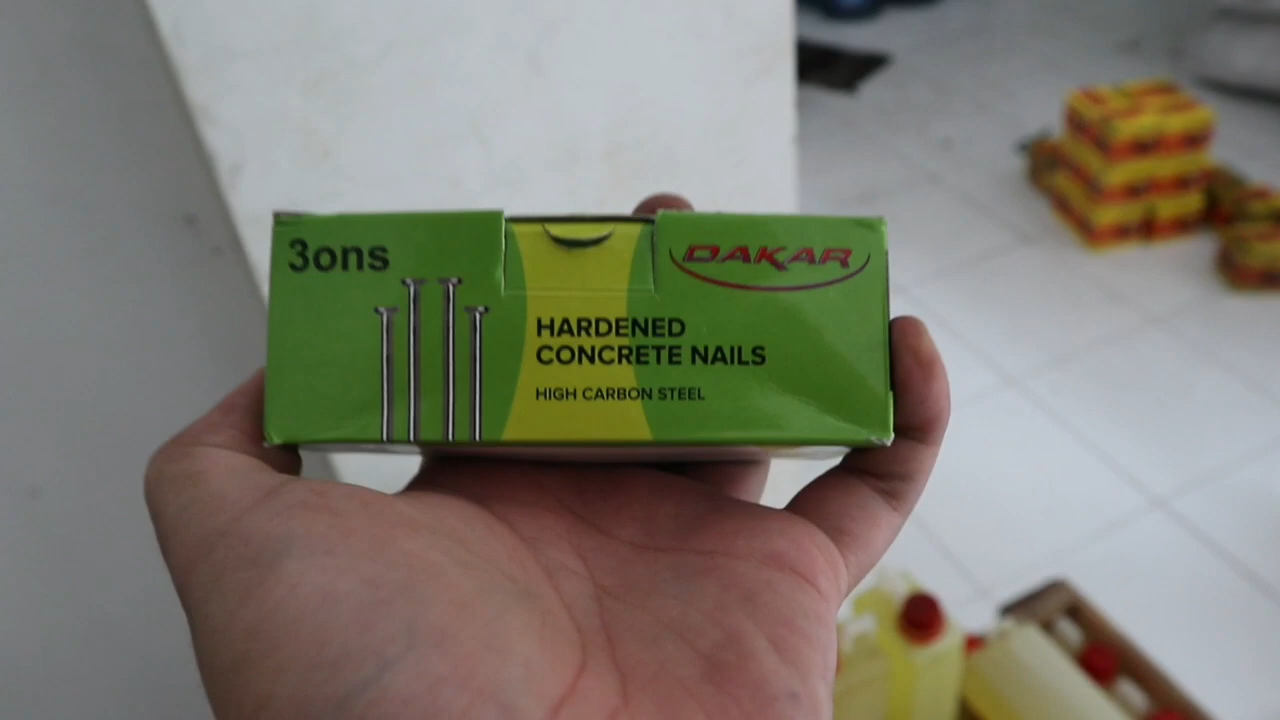 3ons
DAKAR
HARDENED
CONCRETE NAILS
HIGH CARBON STEEL